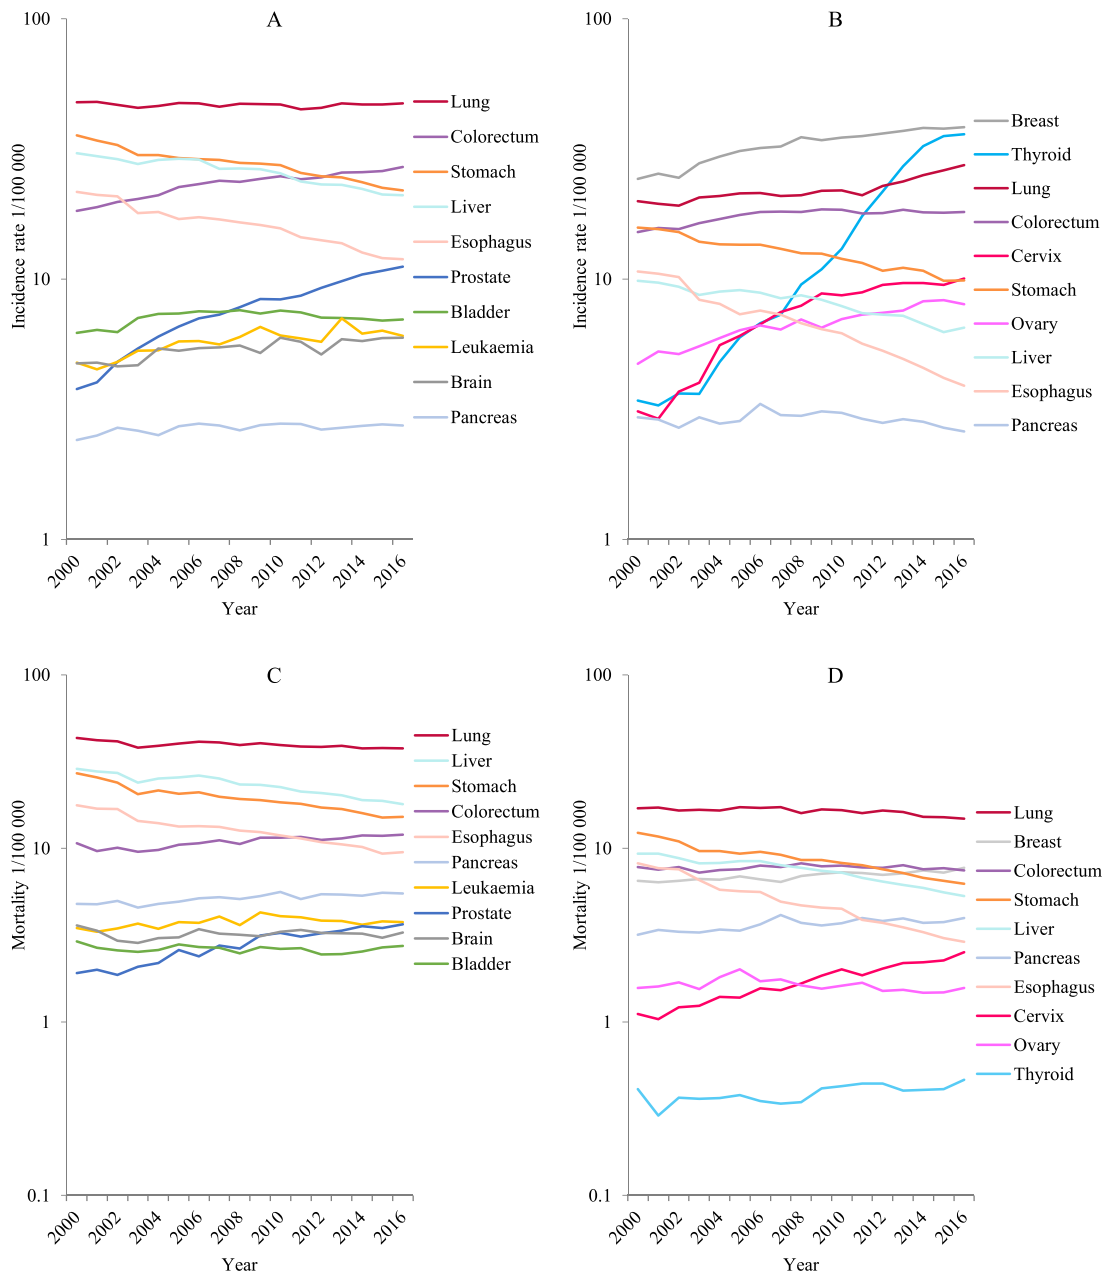 A
100
10
1
Incidence rate 1/100 000
Lung
Colorectum
Stomach
Liver
Esophagus
Prostate
Bladder
Leukaemia
Brain
Pancreas
2000 2002 2004 2006 2008 2010 2012 2014 2016
Year
B
100
10
1
Incidence rate 1/100 000
Breast
Thyroid
Lung
Colorectum
Cervix
Stomach
Ovary
Liver
Esophagus
Pancreas
2000 2002 2004 2006 2008 2010 2012 2014 2016
Year
C
100
10
1
0.1
Mortality 1/100 000
Lung
Liver
Stomach
Colorectum
Esophagus
Pancreas
Leukaemia
Prostate
Brain
Bladder
2000 2002 2004 2006 2008 2010 2012 2014 2016
Year
D
100
10
1
0.1
Mortality 1/100 000
Lung
Breast
Colorectum
Stomach
Liver
Pancreas
Esophagus
Cervix
Ovary
Thyroid
2000 2002 2004 2006 2008 2010 2012 2014 2016
Year